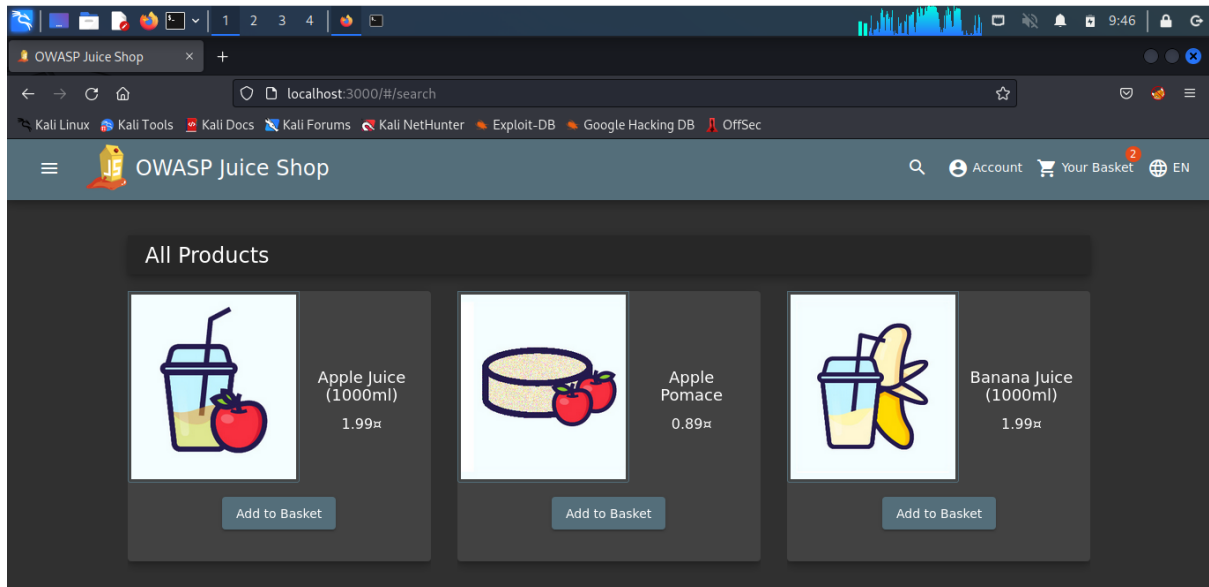 1 2 3 4 9:46
OWASP Juice Shop
localhost:3000/#/search
Kali Linux Kali Tools Kali Docs Kali Forums Kali NetHunter Exploit-DB Google Hacking DB OffSec
JS OWASP Juice Shop Account Your Basket 2 EN
All Products
Apple Juice
(1000ml)
1.99¤
Add to Basket
Apple
Pomace
0.89¤
Add to Basket
Banana Juice
(1000ml)
1.99¤
Add to Basket